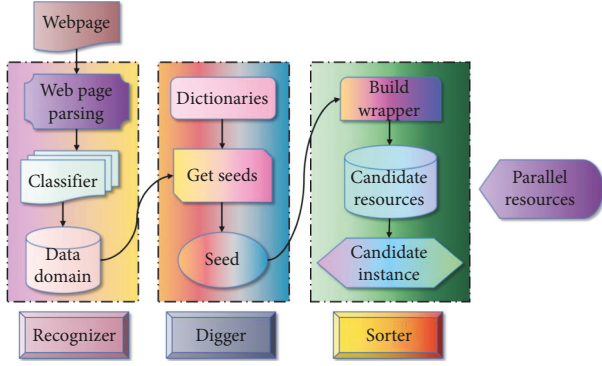 Webpage
Web page
parsing
Classifier
Data
domain
Recognizer
Dictionaries
Get seeds
Seed
Digger
Build
wrapper
Candidate
resources
Candidate
instance
Sorter
Parallel
resources